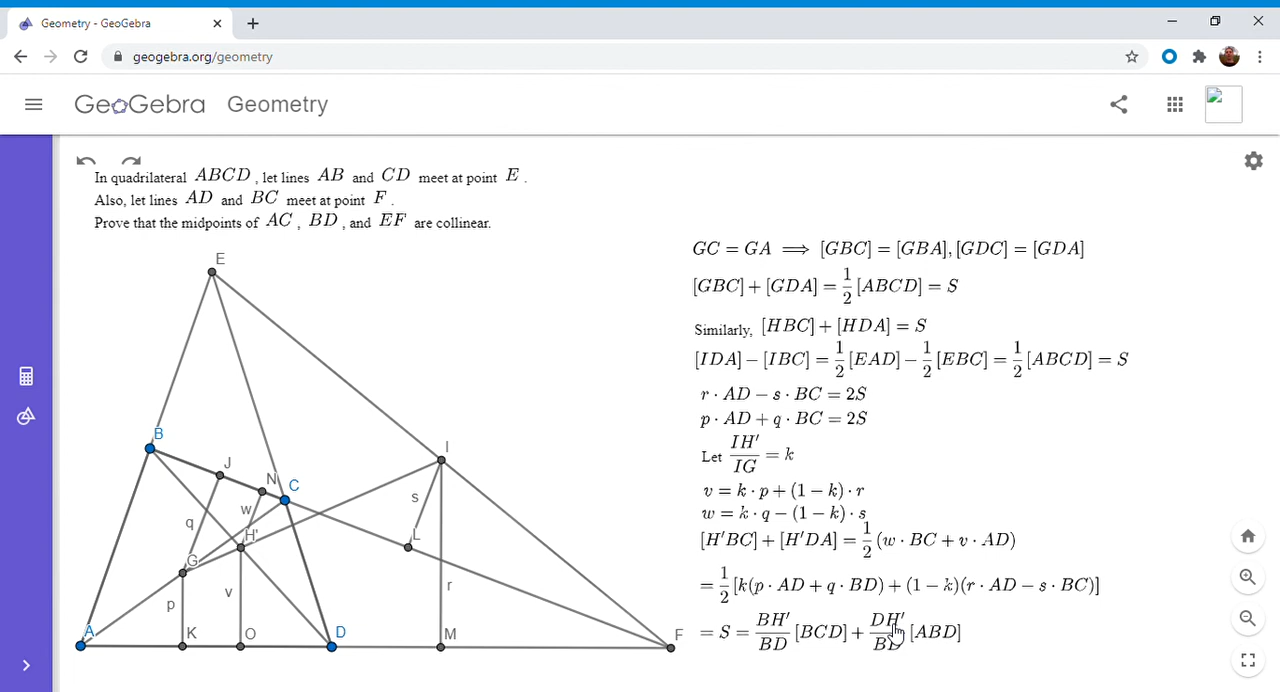 Geometry - GeoGebra
geogebra.org/geometry
GeoGebra Geometry
In quadrilateral ABCD, let lines AB and CD meet at point E.
Also, let lines AD and BC meet at point F.
Prove that the midpoints of AC, BD, and EF are collinear.
GC = GA ⟹ [GBC] = [GBA], [GDC] = [GDA]
[GBC] + [GDA] = 1/2 [ABCD] = S
Similarly, [HBC] + [HDA] = S
[IDA] − [IBC] = 1/2 [EAD] − 1/2 [EBC] = 1/2 [ABCD] = S
r · AD − s · BC = 2S
p · AD + q · BC = 2S
Let IH'/IG = k
v = k · p + (1 − k) · r
w = k · q − (1 − k) · s
[H'BC] + [H'DA] = 1/2 (w · BC + v · AD)
= 1/2 [k(p · AD + q · BD) + (1 − k)(r · AD − s · BC)]
= S = BH'/BD [BCD] + DH'/BD [ABD]
E
B
J
N
C
I
s
q
w
H'
L
G
p
v
r
A
K
O
D
M
F